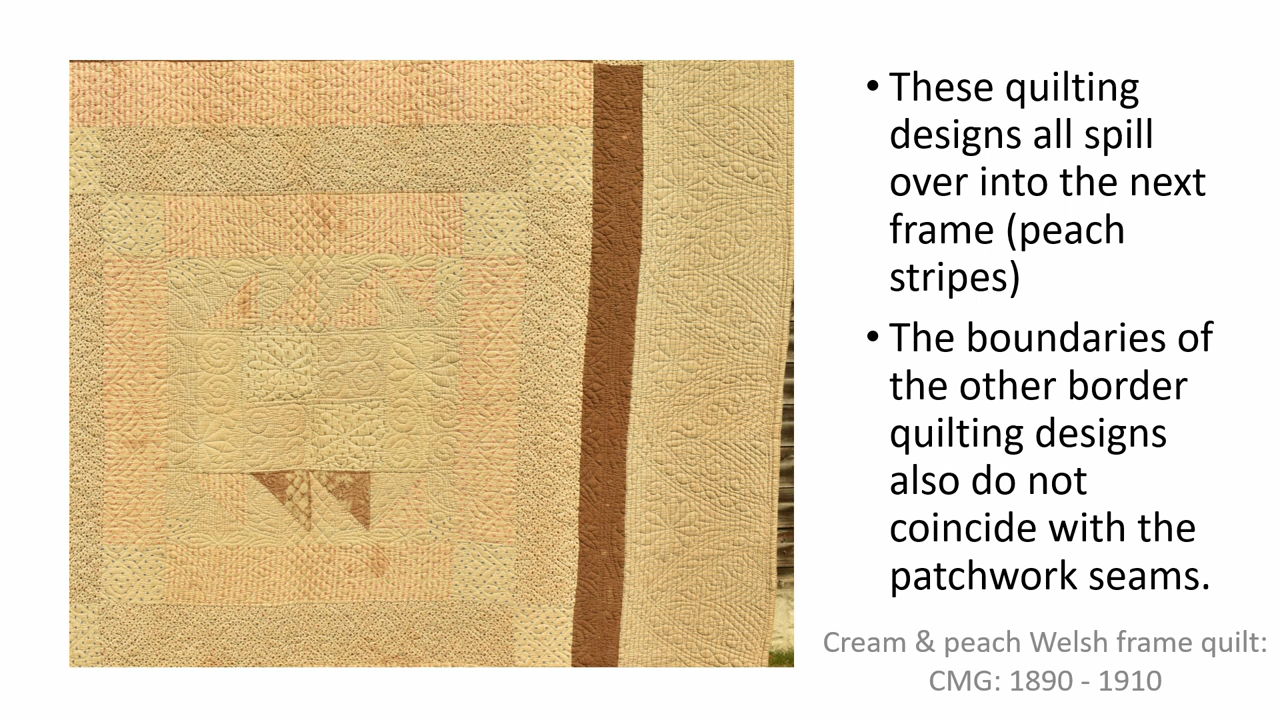 • These quilting
designs all spill
over into the next
frame (peach
stripes)
• The boundaries of
the other border
quilting designs
also do not
coincide with the
patchwork seams.
Cream & peach Welsh frame quilt:
CMG: 1890 - 1910